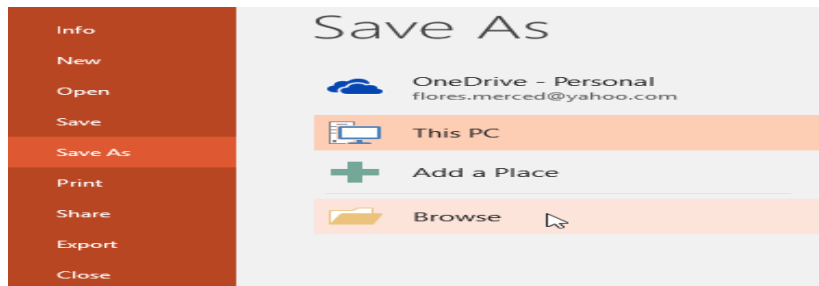 Info
New
Open
Save
Save As
Print
Share
Export
Close
Save As
OneDrive - Personal
flores.merced@yahoo.com
This PC
Add a Place
Browse